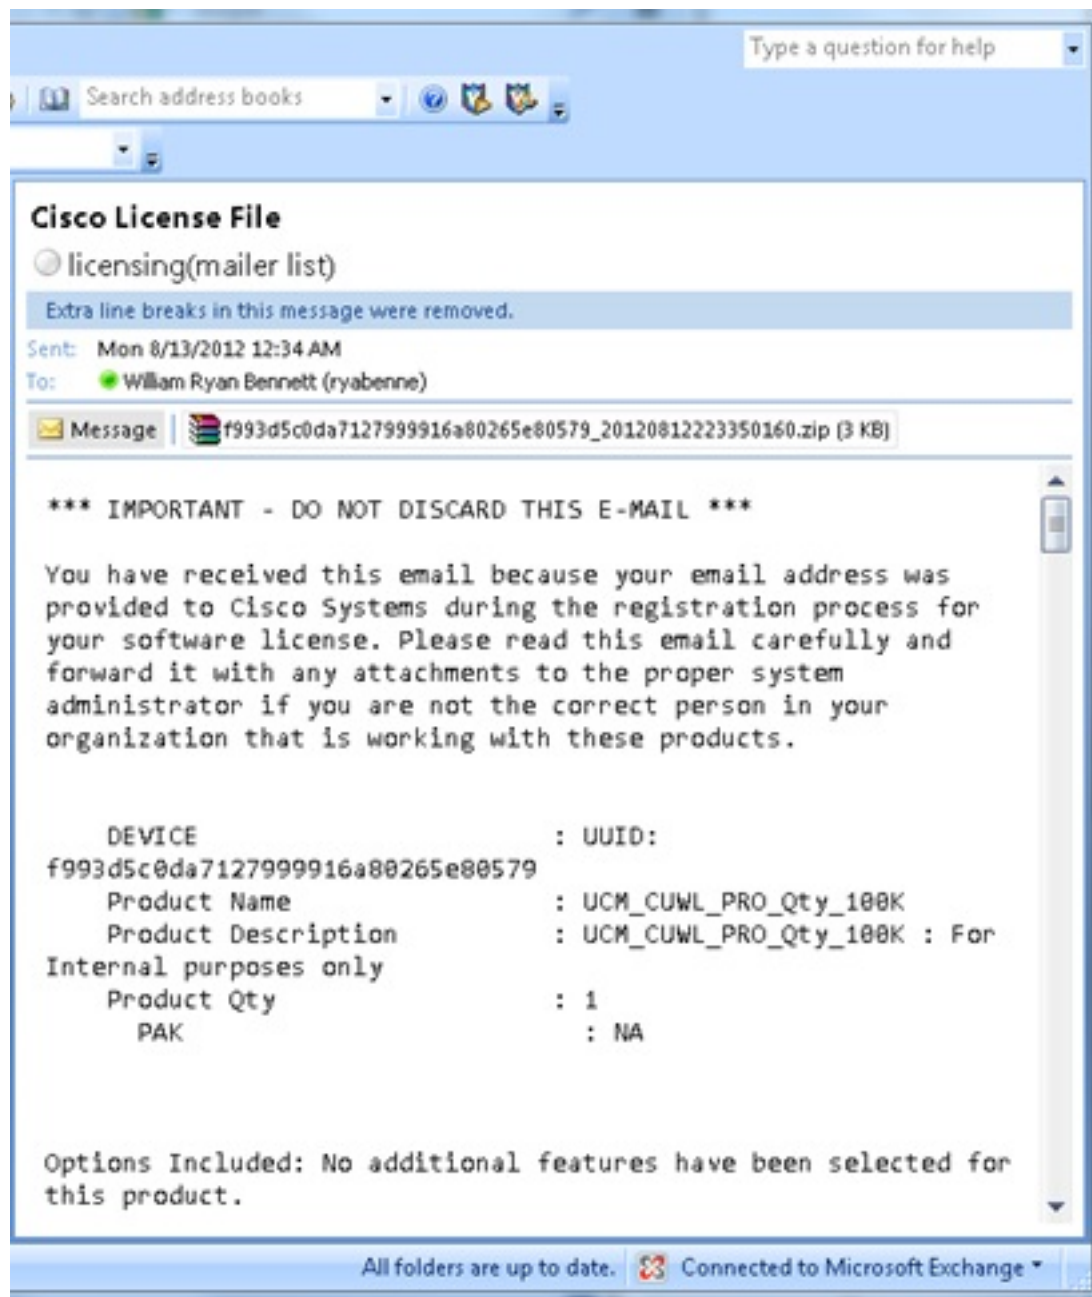 Type a question for help
Search address books
Cisco License File
licensing(mailer list)
Extra line breaks in this message were removed.
Sent: Mon 8/13/2012 12:34 AM
To: William Ryan Bennett (ryabenne)
Message f993d5c0da7127999916a80265e80579_20120812223350160.zip (3 KB)
*** IMPORTANT - DO NOT DISCARD THIS E-MAIL ***
You have received this email because your email address was
provided to Cisco Systems during the registration process for
your software license. Please read this email carefully and
forward it with any attachments to the proper system
administrator if you are not the correct person in your
organization that is working with these products.
DEVICE : UUID:
f993d5c0da7127999916a80265e80579
Product Name : UCM_CUWL_PRO_Qty_100K
Product Description : UCM_CUWL_PRO_Qty_100K : For
Internal purposes only
Product Qty : 1
PAK : NA
Options Included: No additional features have been selected for
this product.
All folders are up to date. Connected to Microsoft Exchange